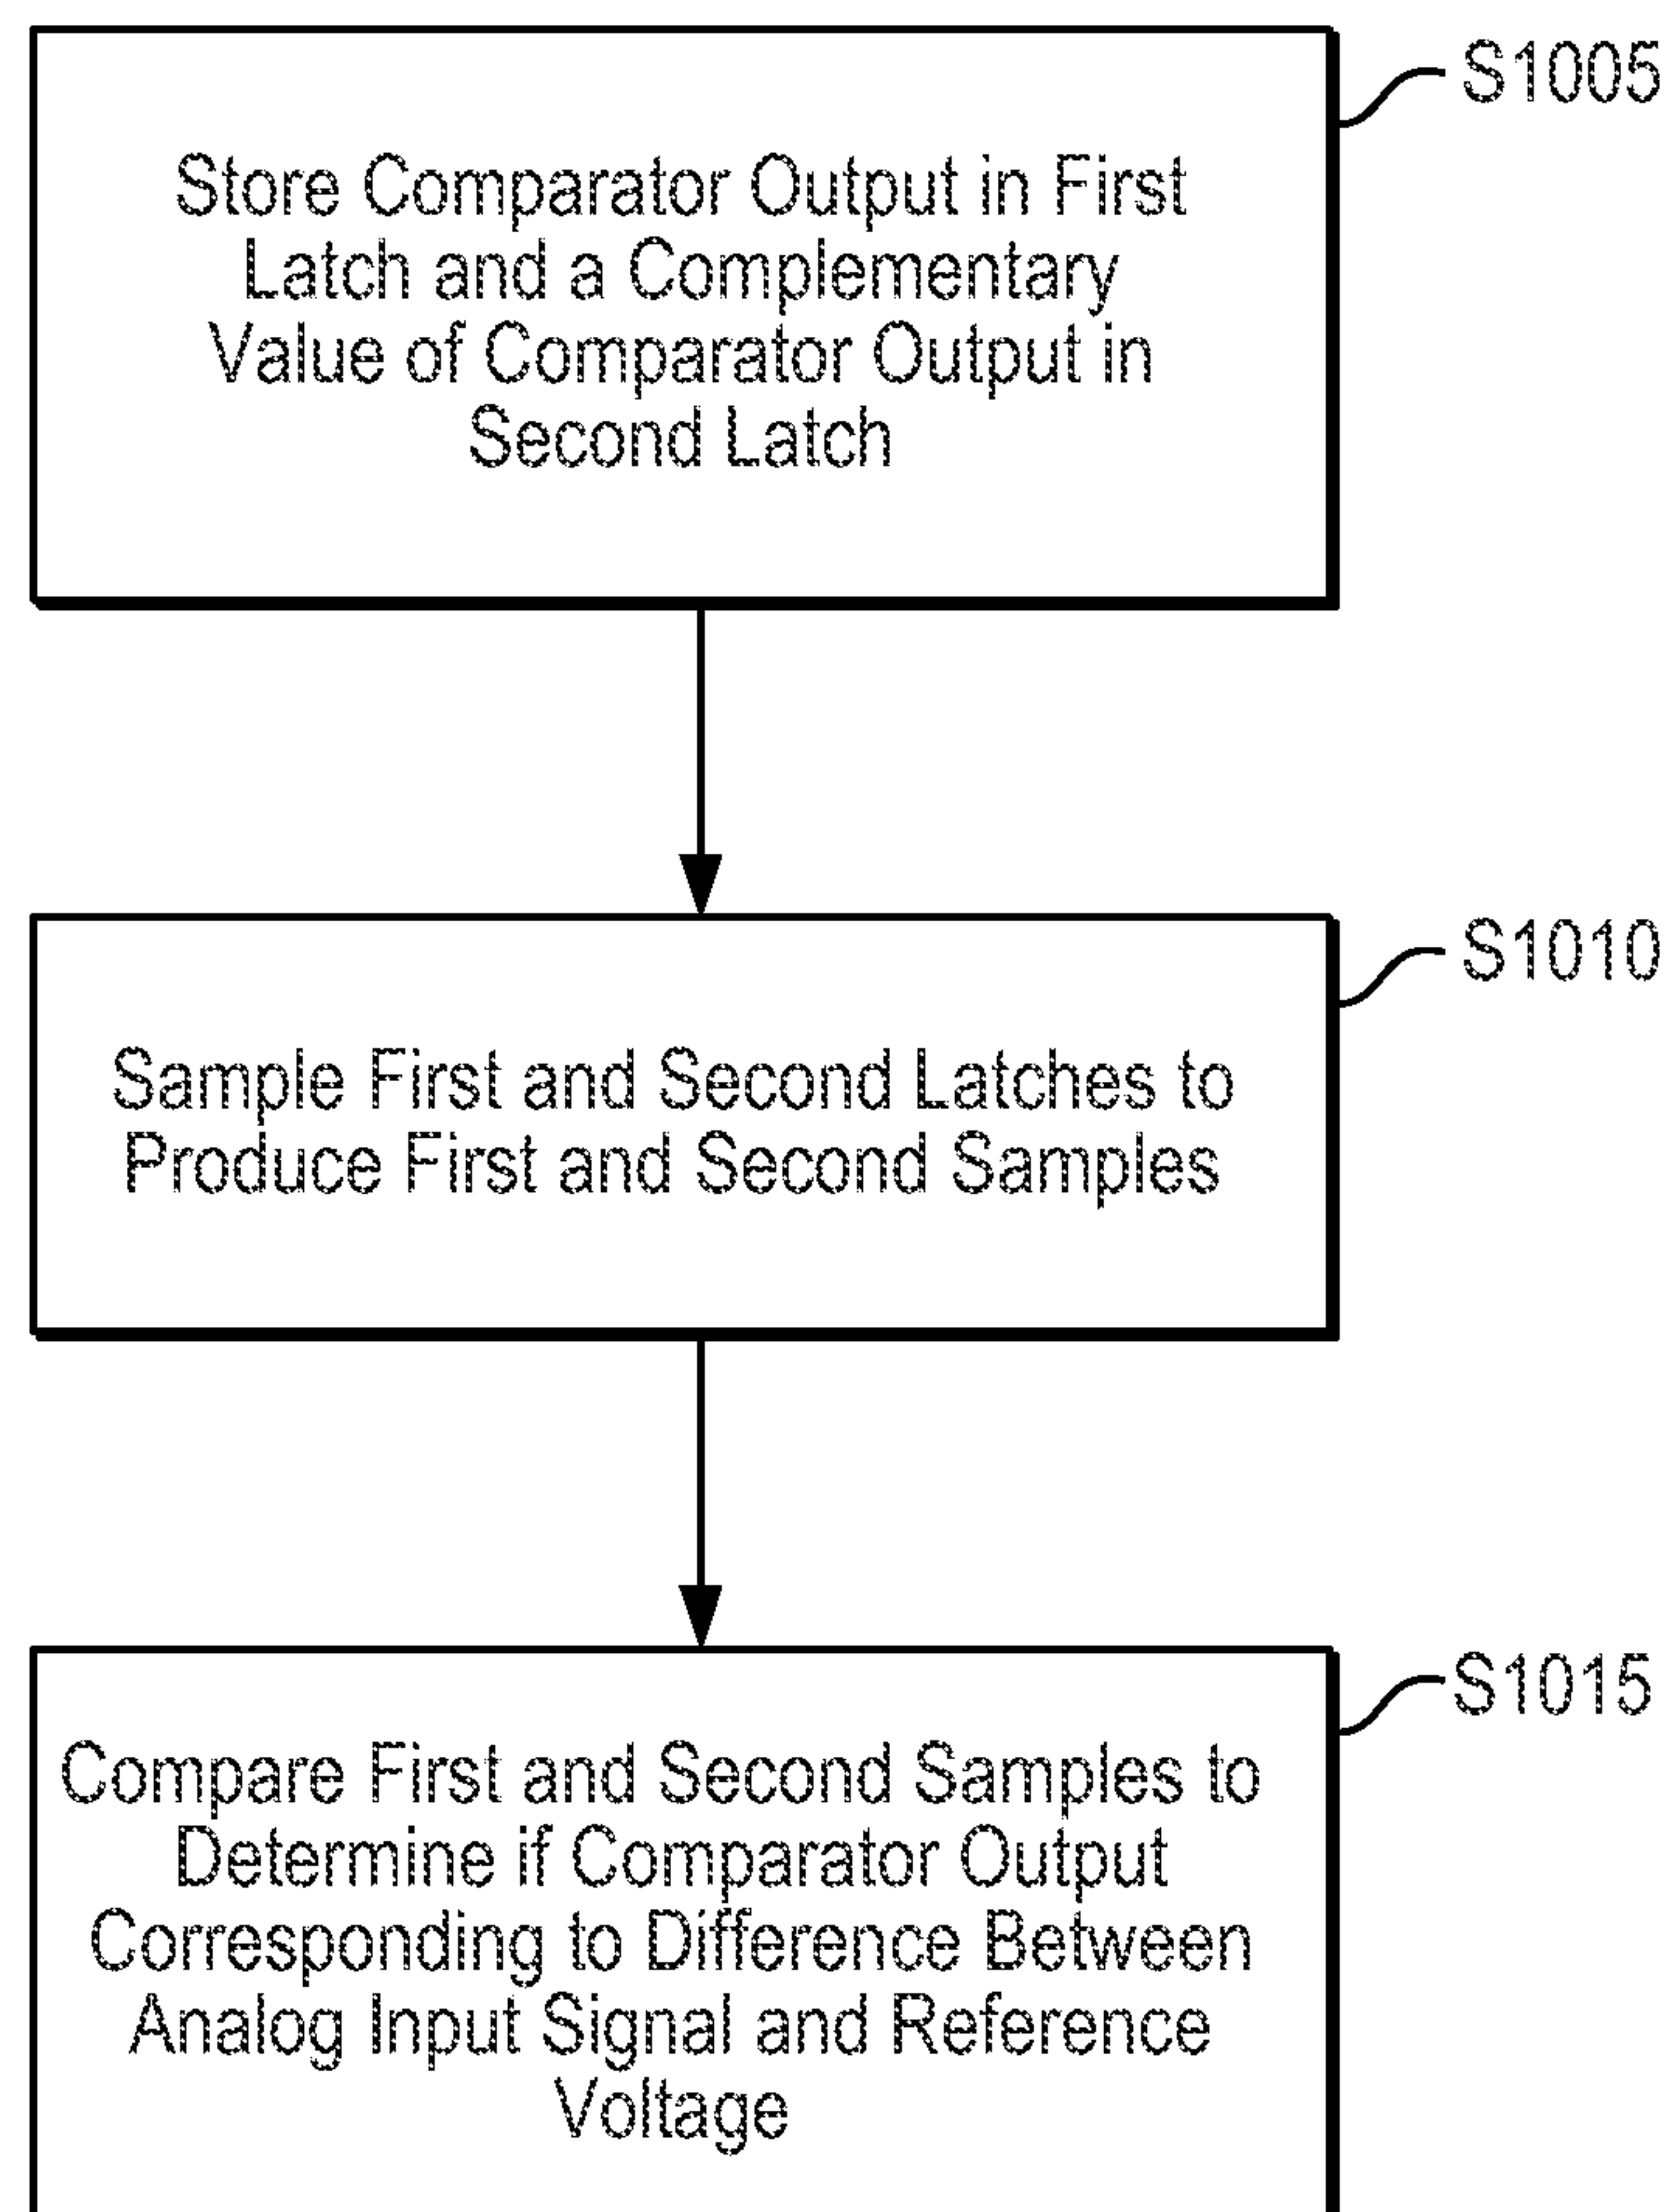 S1005
Store Comparator Output in First
Latch and a Complementary
Value of Comparator Output in
Second Latch
S1010
Sample First and Second Latches to
Produce First and Second Samples
S1015
Compare First and Second Samples to
Determine if Comparator Output
Corresponding to Difference Between
Analog Input Signal and Reference
Voltage